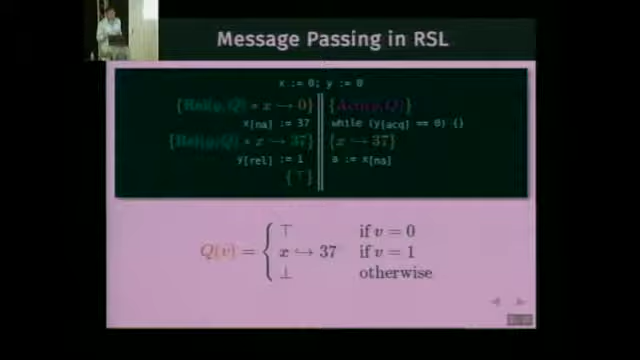 Message Passing in RSL
x := 0; y := 0
{Rel(y,Q) * x ↪ 0} {Acq(y,Q)}
x[na] := 37 while (y[acq] == 0) {}
{Rel(y,Q) * x ↪ 37} {x ↪ 37}
y[rel] := 1 a := x[na]
{⊤}
⊤ if v = 0
Q(v) = { x ↪ 37 if v = 1
⊥ otherwise